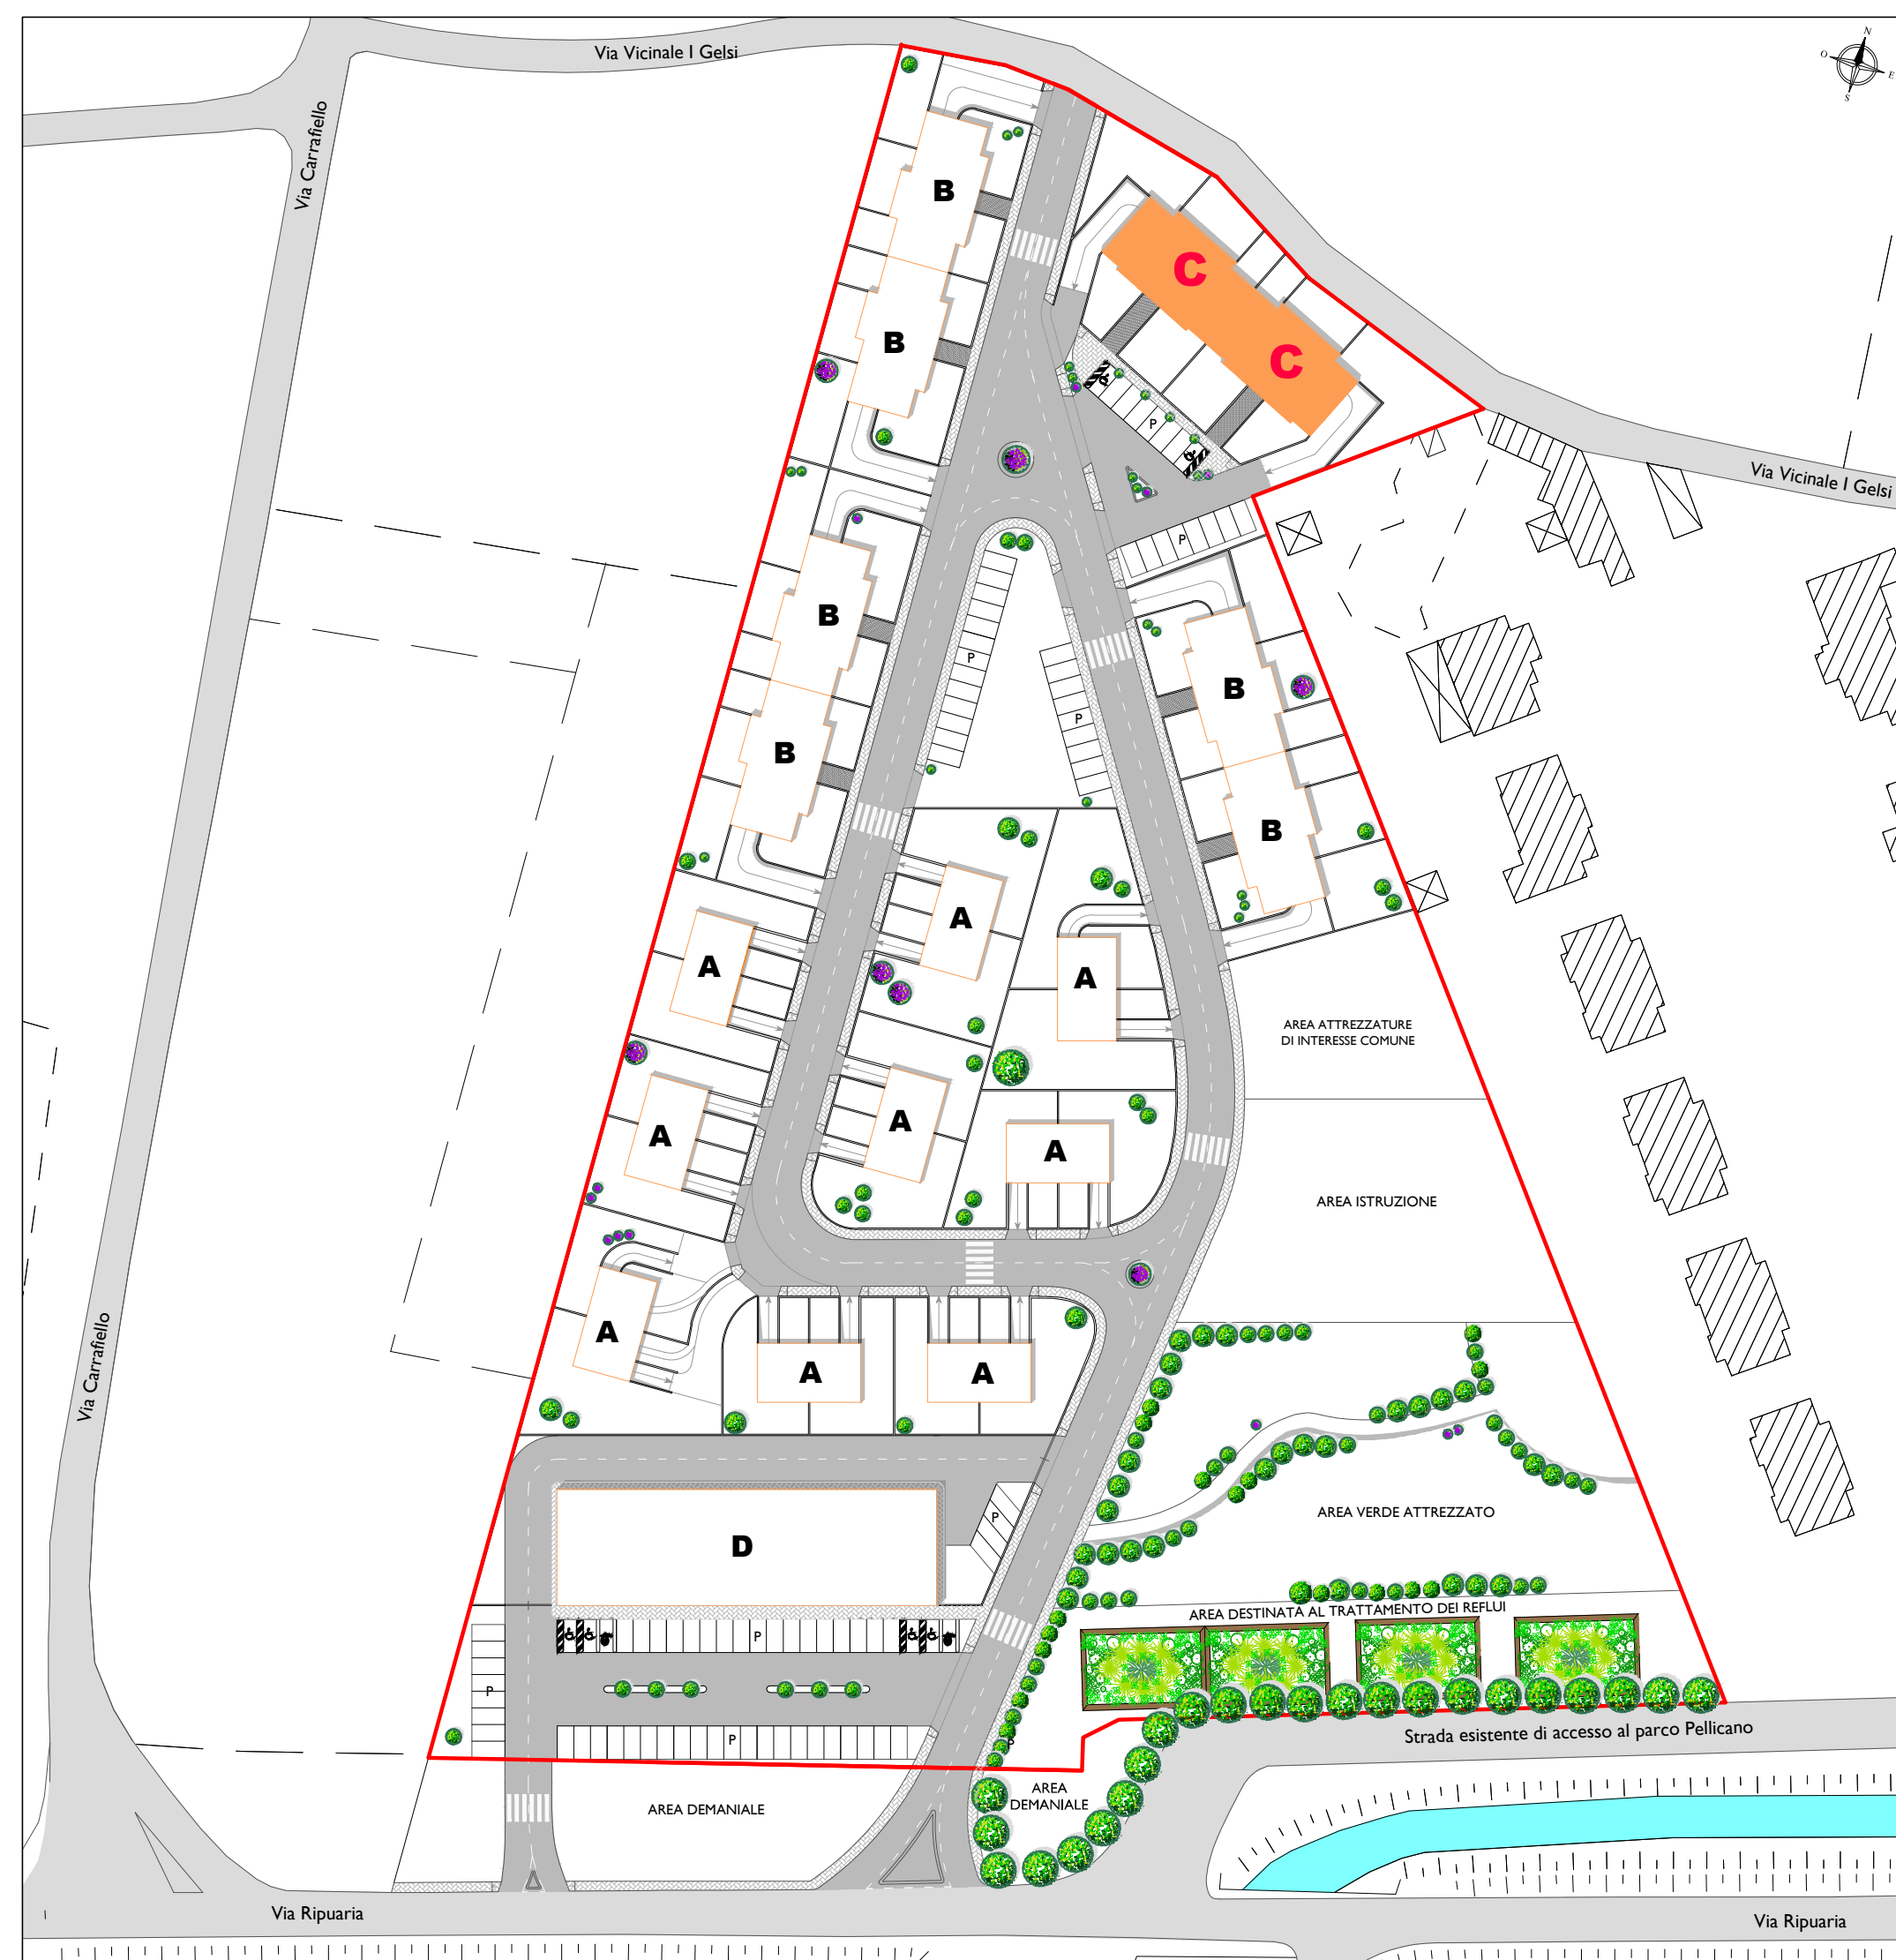 Via Vicinale I Gelsi
N
O
E
S
Via Carrafiello
B
C
B
C
P
Via Vicinale I Gelsi
P
B
P
B
P
B
B
A
A
A
AREA ATTREZZATURE
DI INTERESSE COMUNE
A
A
A
AREA ISTRUZIONE
A
A
A
Via Carrafiello
AREA VERDE ATTREZZATO
P
D
AREA DESTINATA AL TRATTAMENTO DEI REFLUI
P
P
P
P
Strada esistente di accesso al parco Pellicano
AREA
DEMANIALE
AREA DEMANIALE
Via Ripuaria
Via Ripuaria